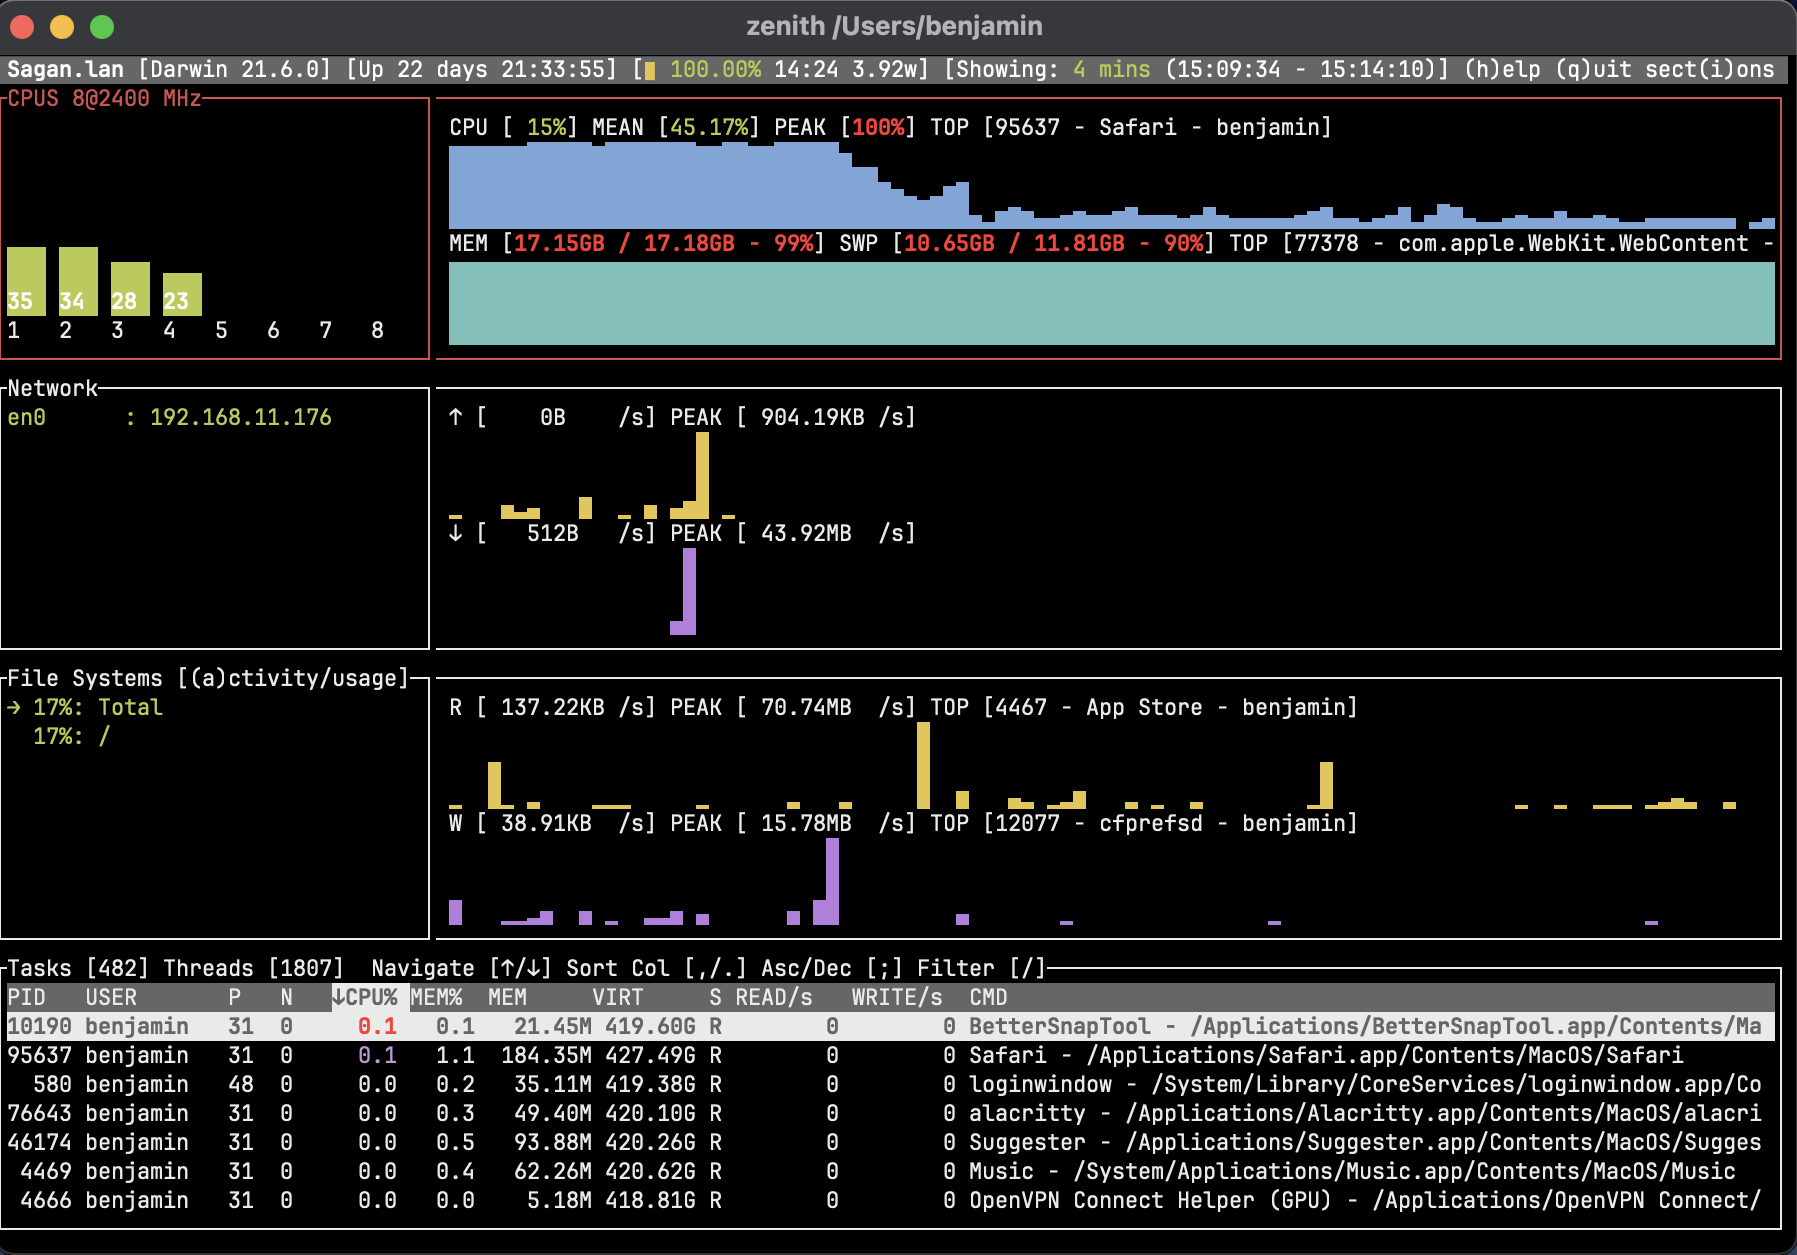 zenith /Users/benjamin
Sagan.lan [Darwin 21.6.0] [Up 22 days 21:33:55] [ 100.00% 14:24 3.92w] [Showing: 4 mins (15:09:34 - 15:14:10)] (h)elp (q)uit sect(i)ons
CPUS 8@2400 MHz
CPU [ 15%] MEAN [45.17%] PEAK [100%] TOP [95637 - Safari - benjamin]
MEM [17.15GB / 17.18GB - 99%] SWP [10.65GB / 11.81GB - 90%] TOP [77378 - com.apple.WebKit.WebContent -
35 34 28 23
1 2 3 4 5 6 7 8
Network
en0 : 192.168.11.176
↑ [ 0B /s] PEAK [ 904.19KB /s]
↓ [ 512B /s] PEAK [ 43.92MB /s]
File Systems [(a)ctivity/usage]
→ 17%: Total
17%: /
R [ 137.22KB /s] PEAK [ 70.74MB /s] TOP [4467 - App Store - benjamin]
W [ 38.91KB /s] PEAK [ 15.78MB /s] TOP [12077 - cfprefsd - benjamin]
Tasks [482] Threads [1807] Navigate [↑/↓] Sort Col [,/.] Asc/Dec [;] Filter [/]
PID USER P N ↓CPU% MEM% MEM VIRT S READ/s WRITE/s CMD
10190 benjamin 31 0 0.1 0.1 21.45M 419.60G R 0 0 BetterSnapTool - /Applications/BetterSnapTool.app/Contents/Ma
95637 benjamin 31 0 0.1 1.1 184.35M 427.49G R 0 0 Safari - /Applications/Safari.app/Contents/MacOS/Safari
580 benjamin 48 0 0.0 0.2 35.11M 419.38G R 0 0 loginwindow - /System/Library/CoreServices/loginwindow.app/Co
76643 benjamin 31 0 0.0 0.3 49.40M 420.10G R 0 0 alacritty - /Applications/Alacritty.app/Contents/MacOS/alacri
46174 benjamin 31 0 0.0 0.5 93.88M 420.26G R 0 0 Suggester - /Applications/Suggester.app/Contents/MacOS/Sugges
4469 benjamin 31 0 0.0 0.4 62.26M 420.62G R 0 0 Music - /System/Applications/Music.app/Contents/MacOS/Music
4666 benjamin 31 0 0.0 0.0 5.18M 418.81G R 0 0 OpenVPN Connect Helper (GPU) - /Applications/OpenVPN Connect/